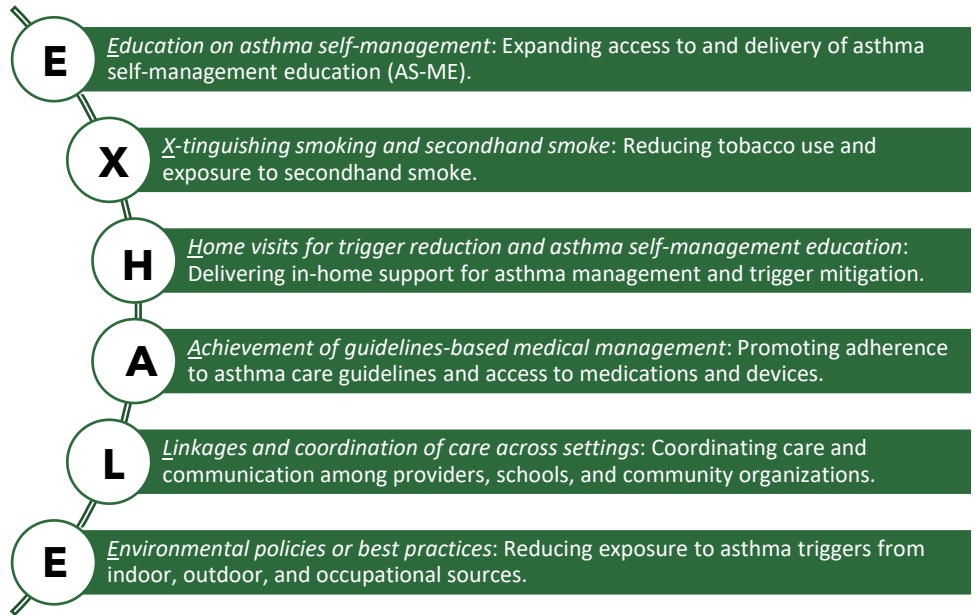 E
Education on asthma self-management: Expanding access to and delivery of asthma
self-management education (AS-ME).
X
X-tinguishing smoking and secondhand smoke: Reducing tobacco use and
exposure to secondhand smoke.
H
Home visits for trigger reduction and asthma self-management education:
Delivering in-home support for asthma management and trigger mitigation.
A
Achievement of guidelines-based medical management: Promoting adherence
to asthma care guidelines and access to medications and devices.
L
Linkages and coordination of care across settings: Coordinating care and
communication among providers, schools, and community organizations.
E
Environmental policies or best practices: Reducing exposure to asthma triggers from
indoor, outdoor, and occupational sources.